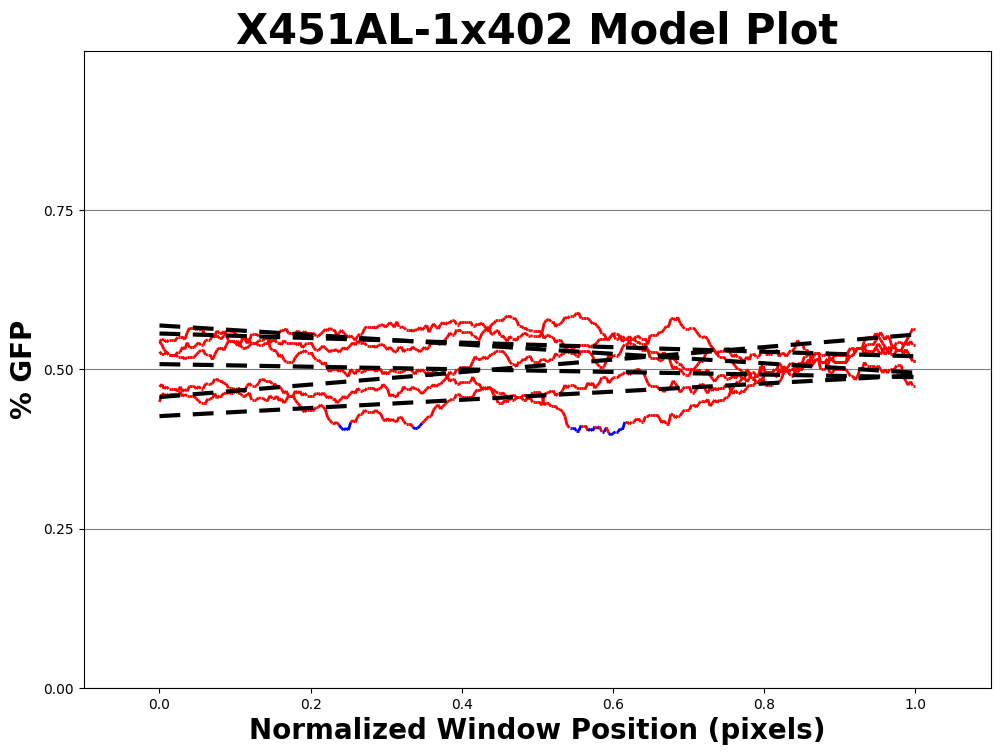 X451AL-1x402 Model Plot
% GFP
0.75
0.50
0.25
0.00
0.0 0.2 0.4 0.6 0.8 1.0
Normalized Window Position (pixels)